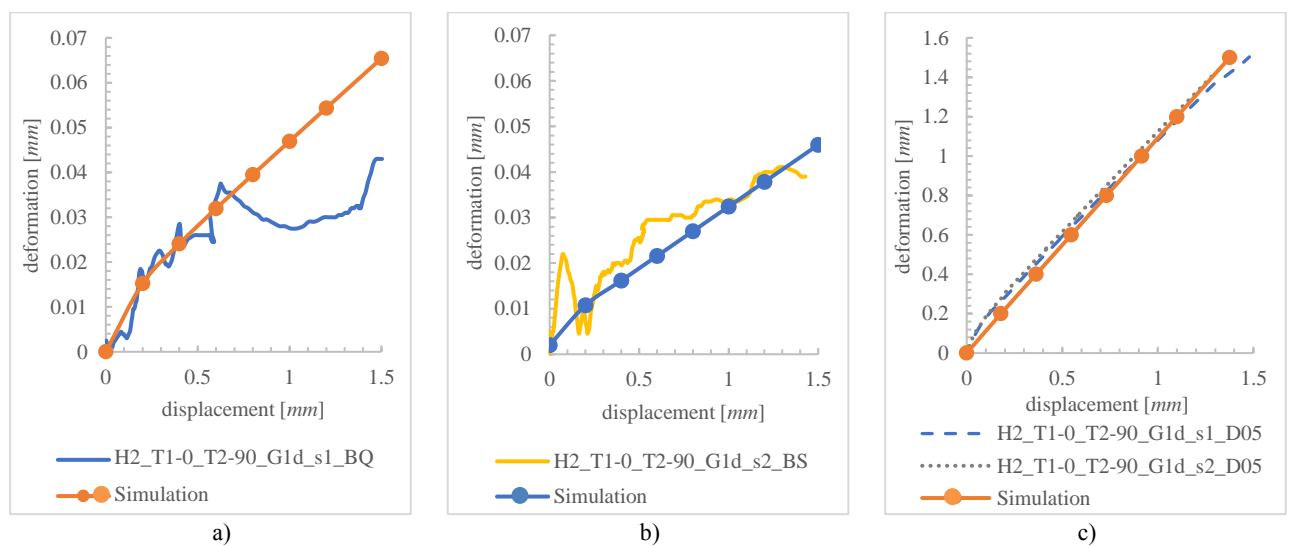 0.07
0.06
0.05
0.04
0.03
0.02
0.01
0
deformation [mm]
0
0.5
1
1.5
displacement [mm]
H2_T1-0_T2-90_G1d_s1_BQ
Simulation
a)
0.07
0.06
0.05
0.04
0.03
0.02
0.01
0
deformation [mm]
0
0.5
1
1.5
displacement [mm]
H2_T1-0_T2-90_G1d_s2_BS
Simulation
b)
1.6
1.4
1.2
1
0.8
0.6
0.4
0.2
0
deformation [mm]
0
0.5
1
1.5
displacement [mm]
H2_T1-0_T2-90_G1d_s1_D05
H2_T1-0_T2-90_G1d_s2_D05
Simulation
c)